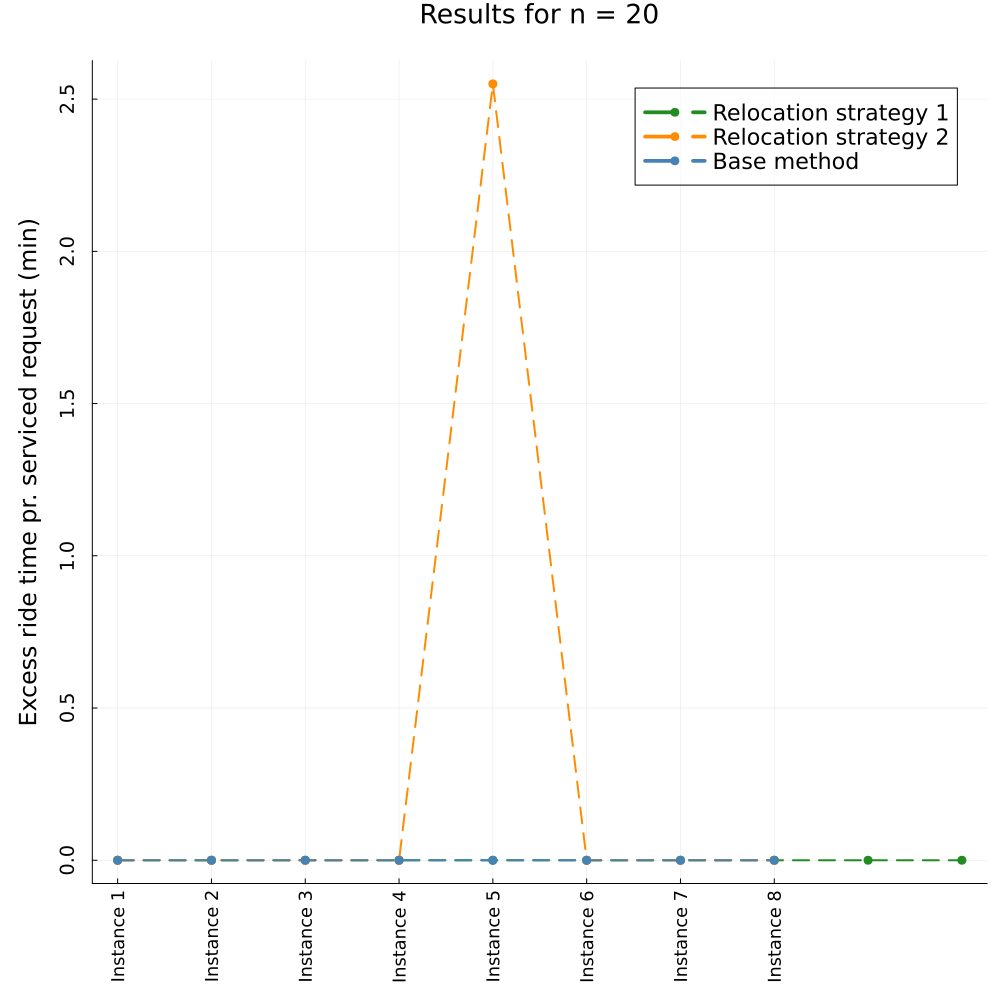 Results for n = 20
Excess ride time pr. serviced request (min)
2.5
2.0
1.5
1.0
0.5
0.0
Relocation strategy 1
Relocation strategy 2
Base method
Instance 1
Instance 2
Instance 3
Instance 4
Instance 5
Instance 6
Instance 7
Instance 8